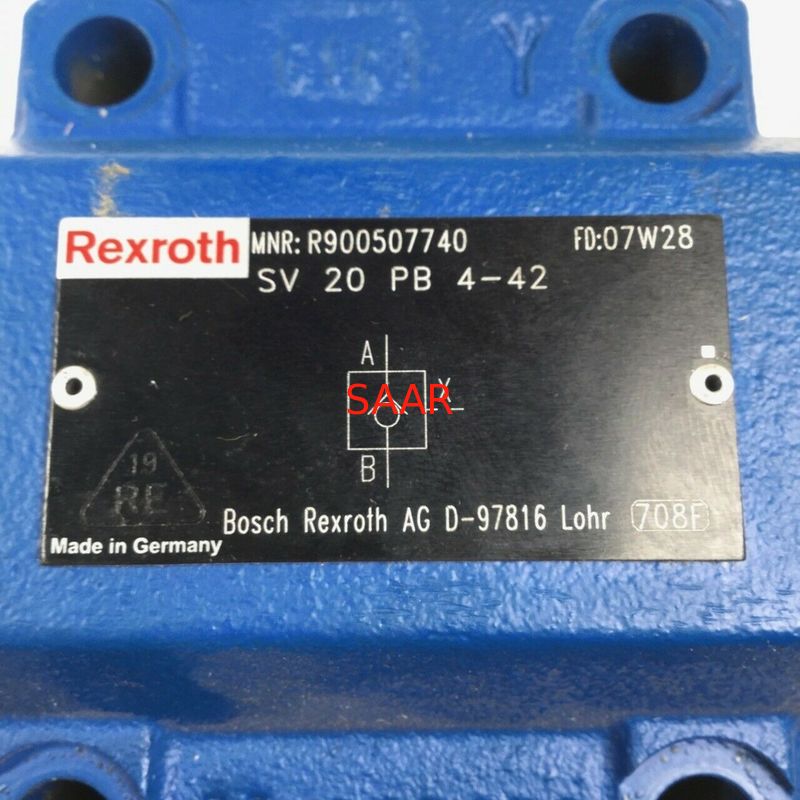 Y
Rexroth MNR: R900507740 FD:07W28
SV 20 PB 4-42
A
X
SAAR
B
19
RE
Bosch Rexroth AG D-97816 Lohr 708F
Made in Germany